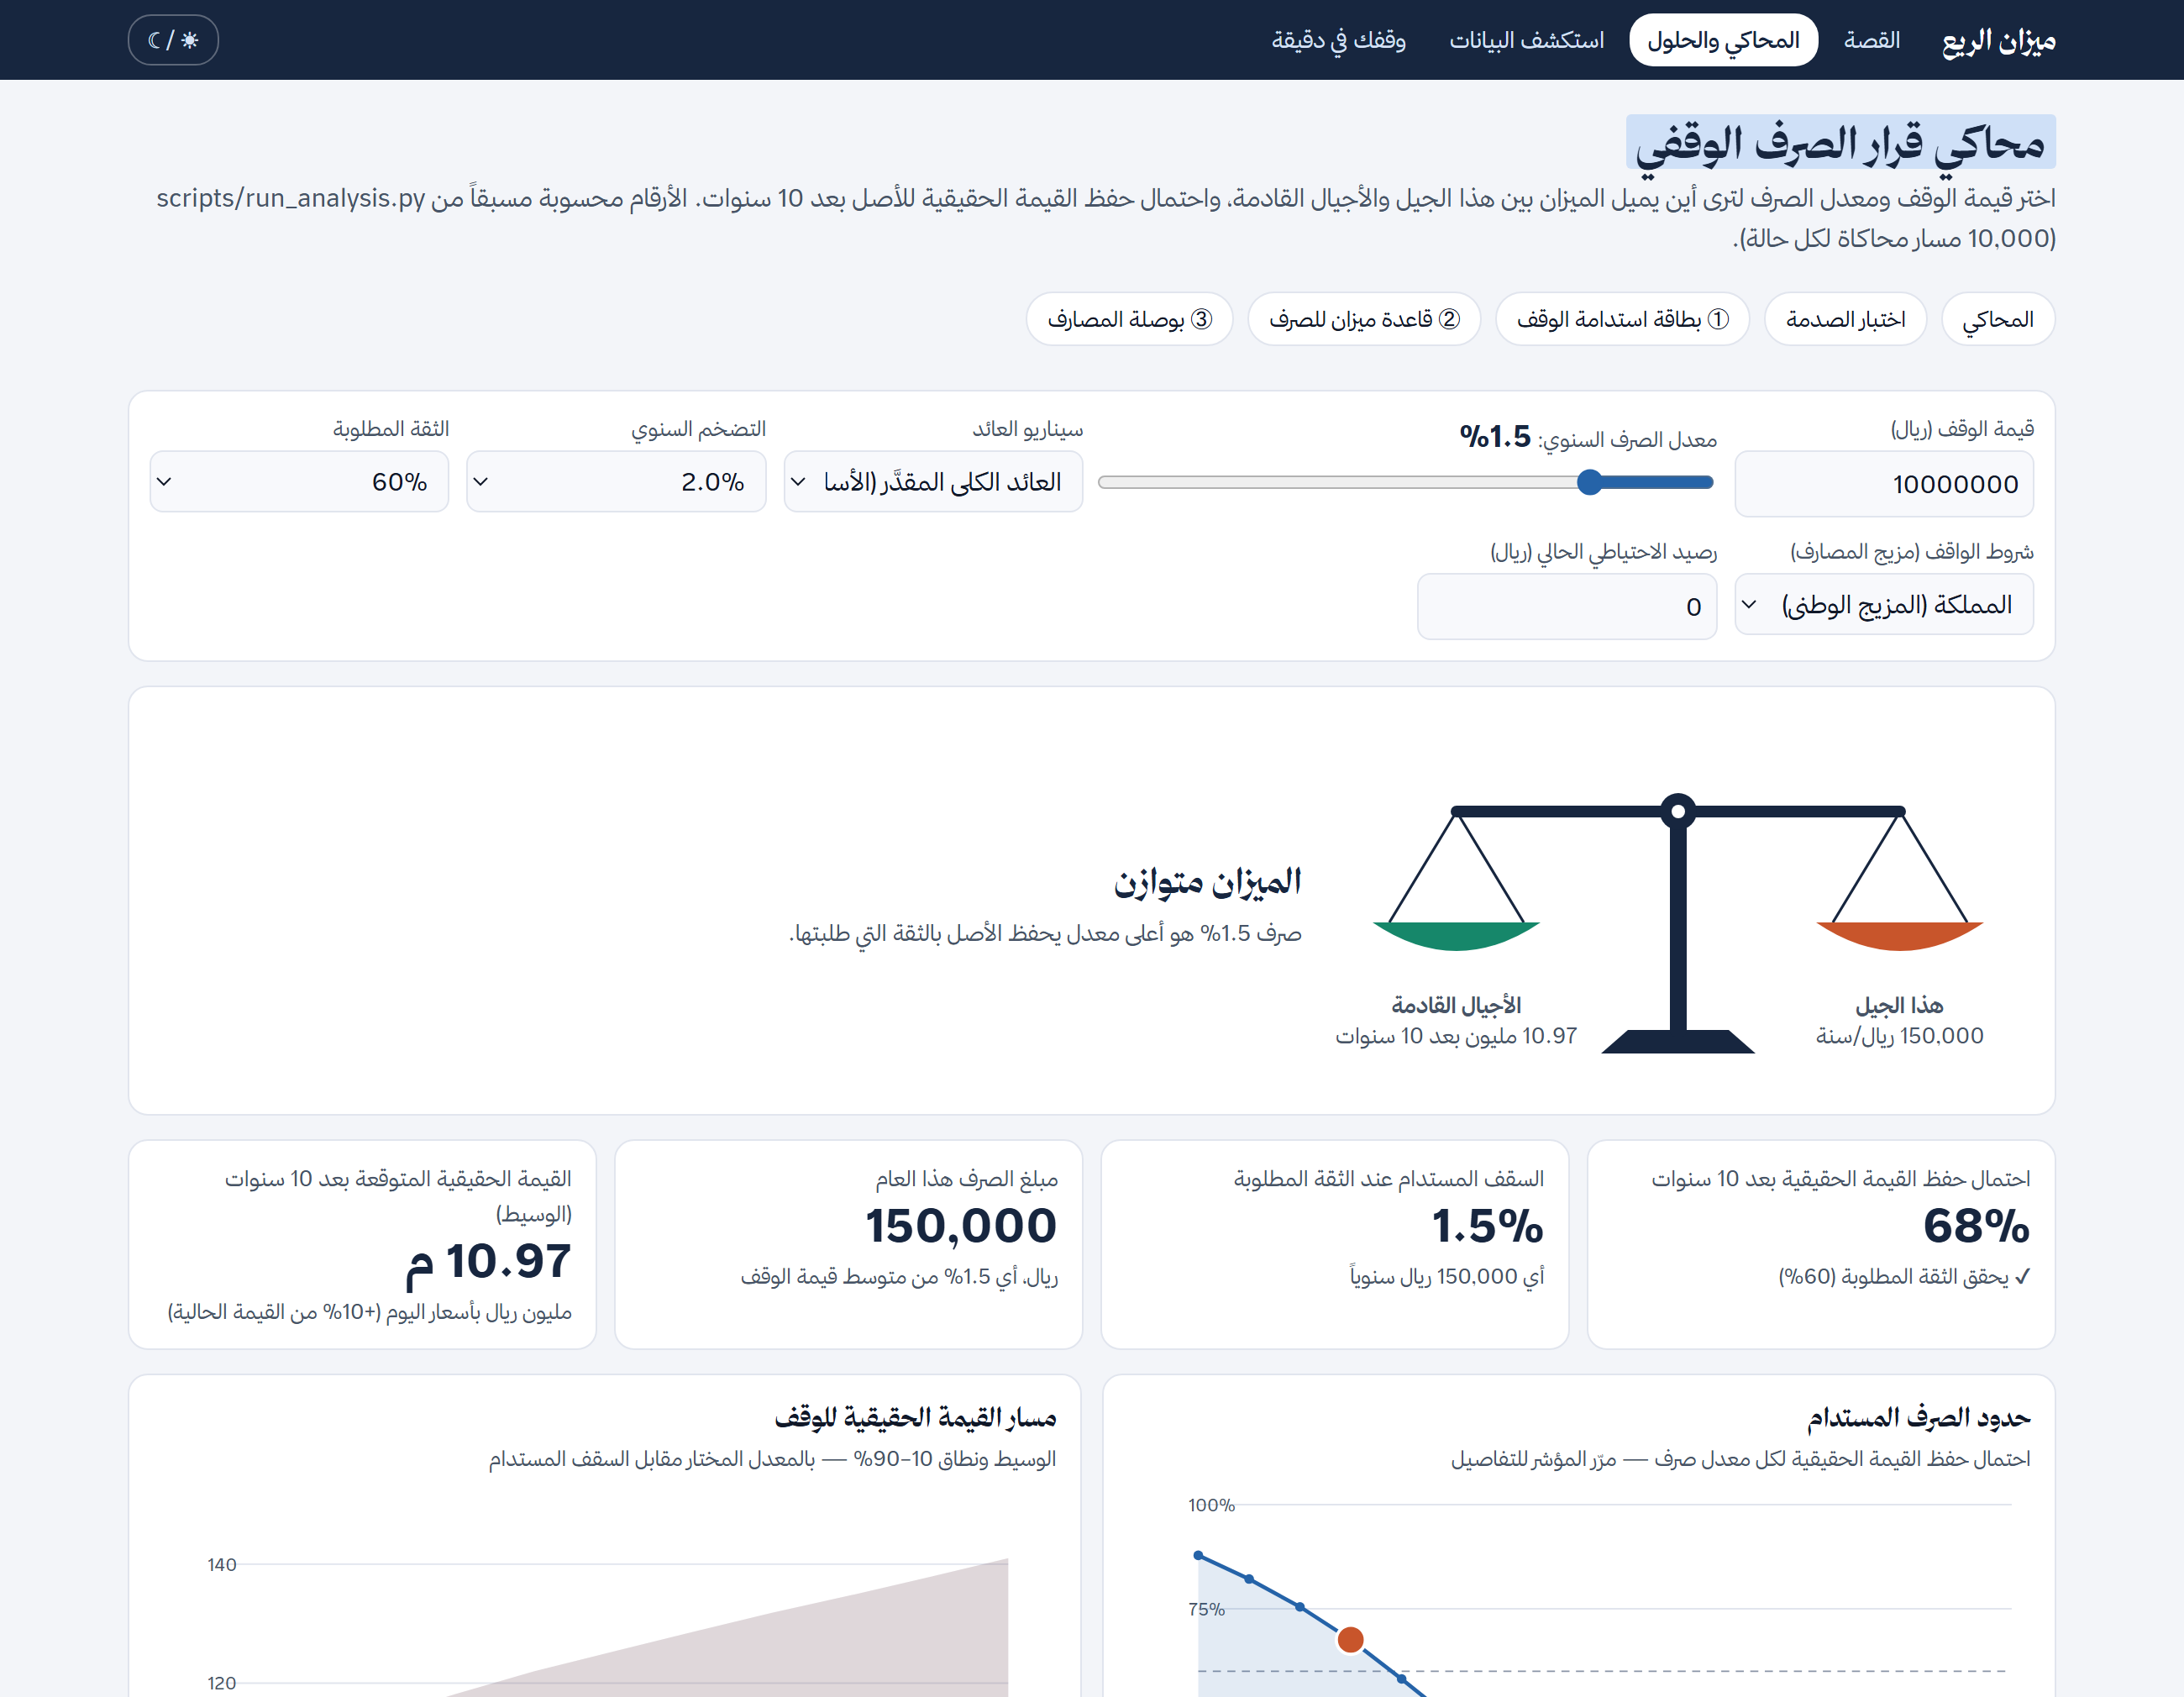 ميزان الريع
القصة
المحاكي والحلول
استكشف البيانات
وقفك في دقيقة
☀ / ☾
محاكي قرار الصرف الوقفي
اختر قيمة الوقف ومعدل الصرف لترى أين يميل الميزان بين هذا الجيل والأجيال القادمة، واحتمال حفظ القيمة الحقيقية للأصل بعد 10 سنوات. الأرقام محسوبة مسبقاً من scripts/run_analysis.py
(10,000 مسار محاكاة لكل حالة).
المحاكي
اختبار الصدمة
① بطاقة استدامة الوقف
② قاعدة ميزان للصرف
③ بوصلة المصارف
قيمة الوقف (ريال)
10000000
معدل الصرف السنوي: 1.5%
سيناريو العائد
العائد الكلي المقدَّر (الأسا
التضخم السنوي
2.0%
الثقة المطلوبة
60%
شروط الواقف (مزيج المصارف)
المملكة (المزيج الوطني)
رصيد الاحتياطي الحالي (ريال)
0
هذا الجيل
150,000 ريال/سنة
الأجيال القادمة
10.97 مليون بعد 10 سنوات
الميزان متوازن
صرف 1.5% هو أعلى معدل يحفظ الأصل بالثقة التي طلبتها.
احتمال حفظ القيمة الحقيقية بعد 10 سنوات
68%
✓ يحقق الثقة المطلوبة (60%)
السقف المستدام عند الثقة المطلوبة
1.5%
أي 150,000 ريال سنوياً
مبلغ الصرف هذا العام
150,000
ريال، أي 1.5% من متوسط قيمة الوقف
القيمة الحقيقية المتوقعة بعد 10 سنوات
(الوسيط)
10.97 م
مليون ريال بأسعار اليوم (+10% من القيمة الحالية)
حدود الصرف المستدام
احتمال حفظ القيمة الحقيقية لكل معدل صرف — مرّر المؤشر للتفاصيل
100%
75%
مسار القيمة الحقيقية للوقف
الوسيط ونطاق 10–90% — بالمعدل المختار مقابل السقف المستدام
140
120